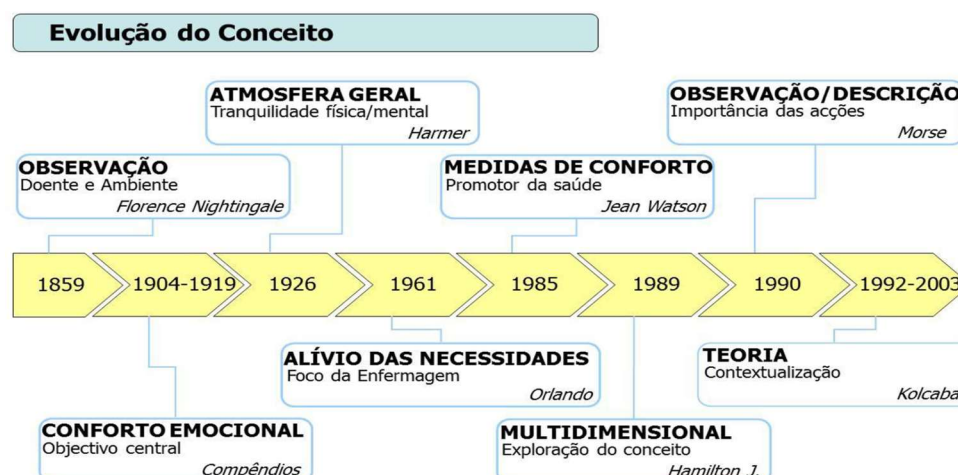 Evolução do Conceito
ATMOSFERA GERAL
Tranquilidade física/mental
Harmer
OBSERVAÇÃO/DESCRIÇÃO
Importância das acções
Morse
OBSERVAÇÃO
Doente e Ambiente
Florence Nightingale
MEDIDAS DE CONFORTO
Promotor da saúde
Jean Watson
1859
1904-1919
1926
1961
1985
1989
1990
1992-2003
ALÍVIO DAS NECESSIDADES
Foco da Enfermagem
Orlando
TEORIA
Contextualização
Kolcaba
CONFORTO EMOCIONAL
Objectivo central
Compêndios
MULTIDIMENSIONAL
Exploração do conceito
Hamilton J.